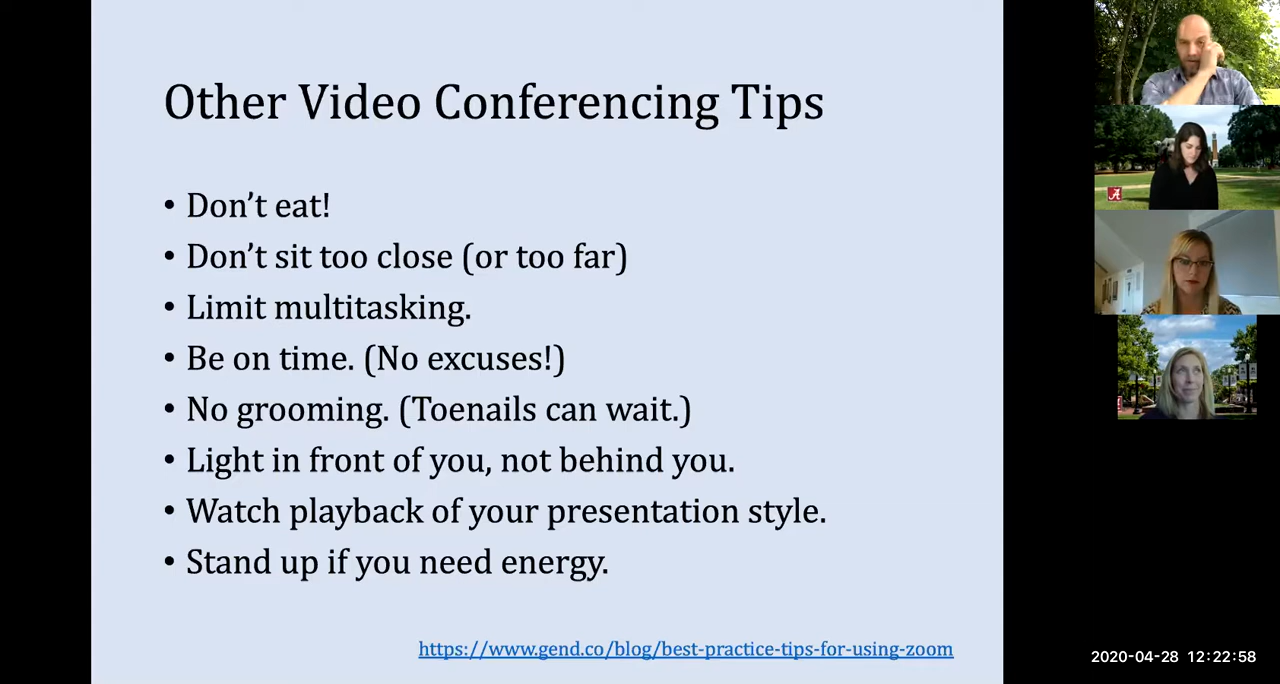 Other Video Conferencing Tips
• Don’t eat!
• Don’t sit too close (or too far)
• Limit multitasking.
• Be on time. (No excuses!)
• No grooming. (Toenails can wait.)
• Light in front of you, not behind you.
• Watch playback of your presentation style.
• Stand up if you need energy.
https://www.gend.co/blog/best-practice-tips-for-using-zoom
A
2020-04-28 12:22:58